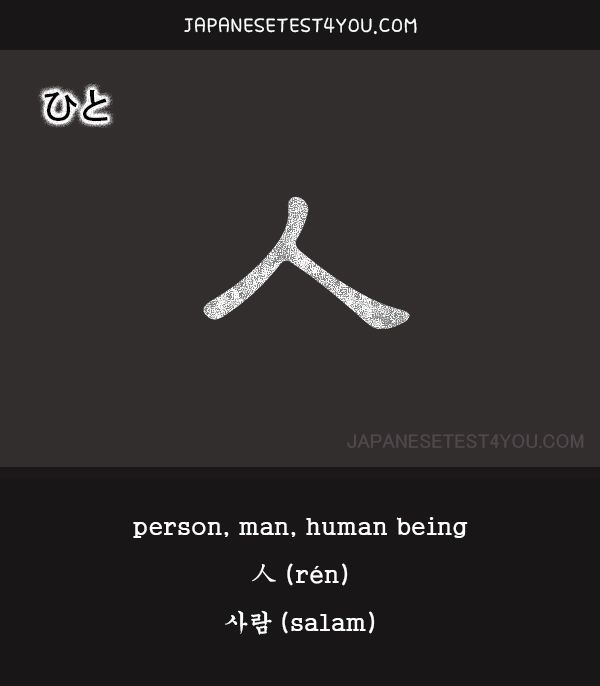 JAPANESETEST4YOU.COM
ひと
人
JAPANESETEST4YOU.COM
person, man, human being
人 (rén)
사람 (salam)